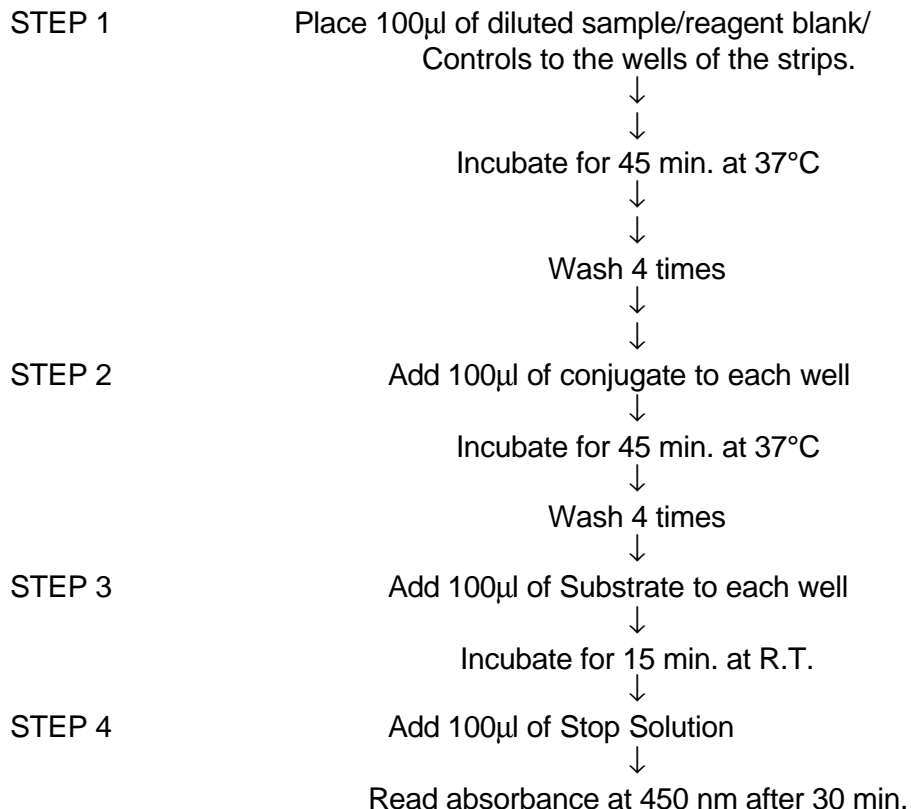 STEP 1 Place 100µl of diluted sample/reagent blank/
Controls to the wells of the strips.
↓
↓
Incubate for 45 min. at 37°C
↓
↓
Wash 4 times
↓
↓
STEP 2 Add 100µl of conjugate to each well
↓
Incubate for 45 min. at 37°C
↓
Wash 4 times
↓
STEP 3 Add 100µl of Substrate to each well
↓
Incubate for 15 min. at R.T.
↓
STEP 4 Add 100µl of Stop Solution
↓
Read absorbance at 450 nm after 30 min.